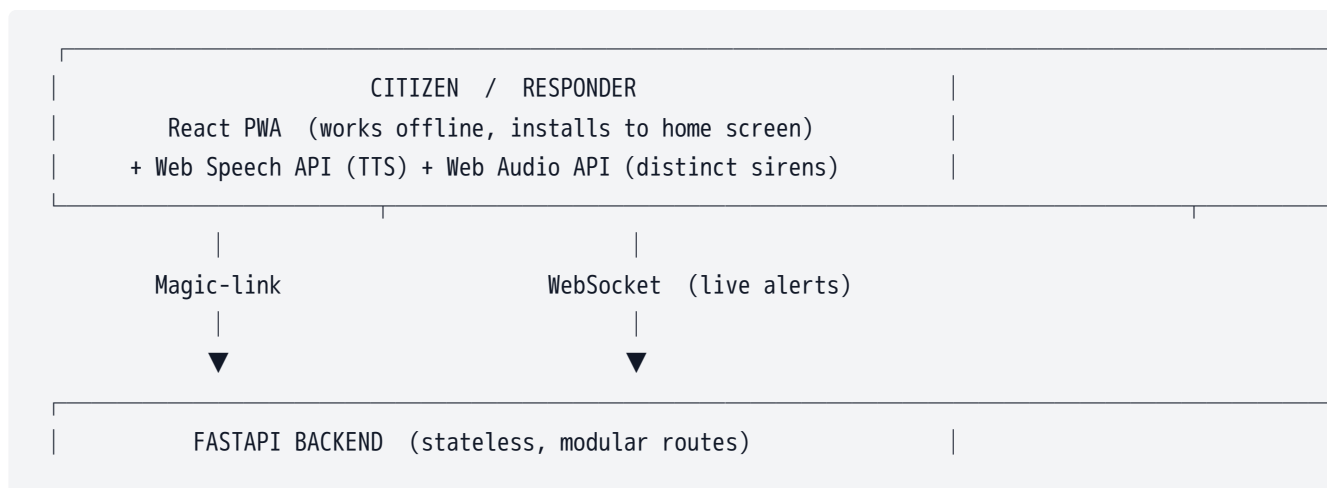 CITIZEN / RESPONDER
React PWA (works offline, installs to home screen)
+ Web Speech API (TTS) + Web Audio API (distinct sirens)
Magic-link WebSocket (live alerts)
FASTAPI BACKEND (stateless, modular routes)